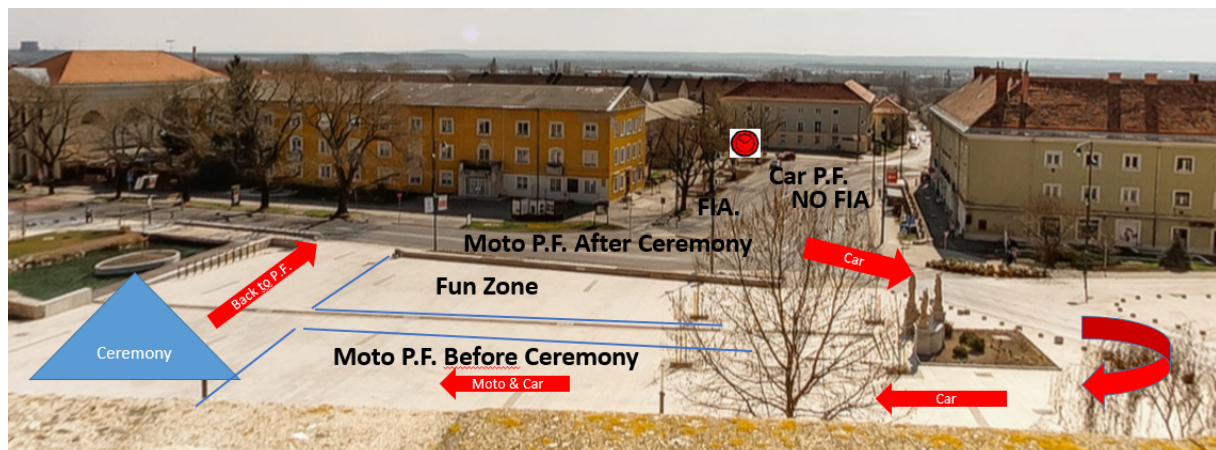 Car P.F.
NO FIA
FIA.
Moto P.F. After Ceremony
Car
Back to P.F.
Fun Zone
Ceremony
Moto P.F. Before Ceremony
Moto & Car
Car